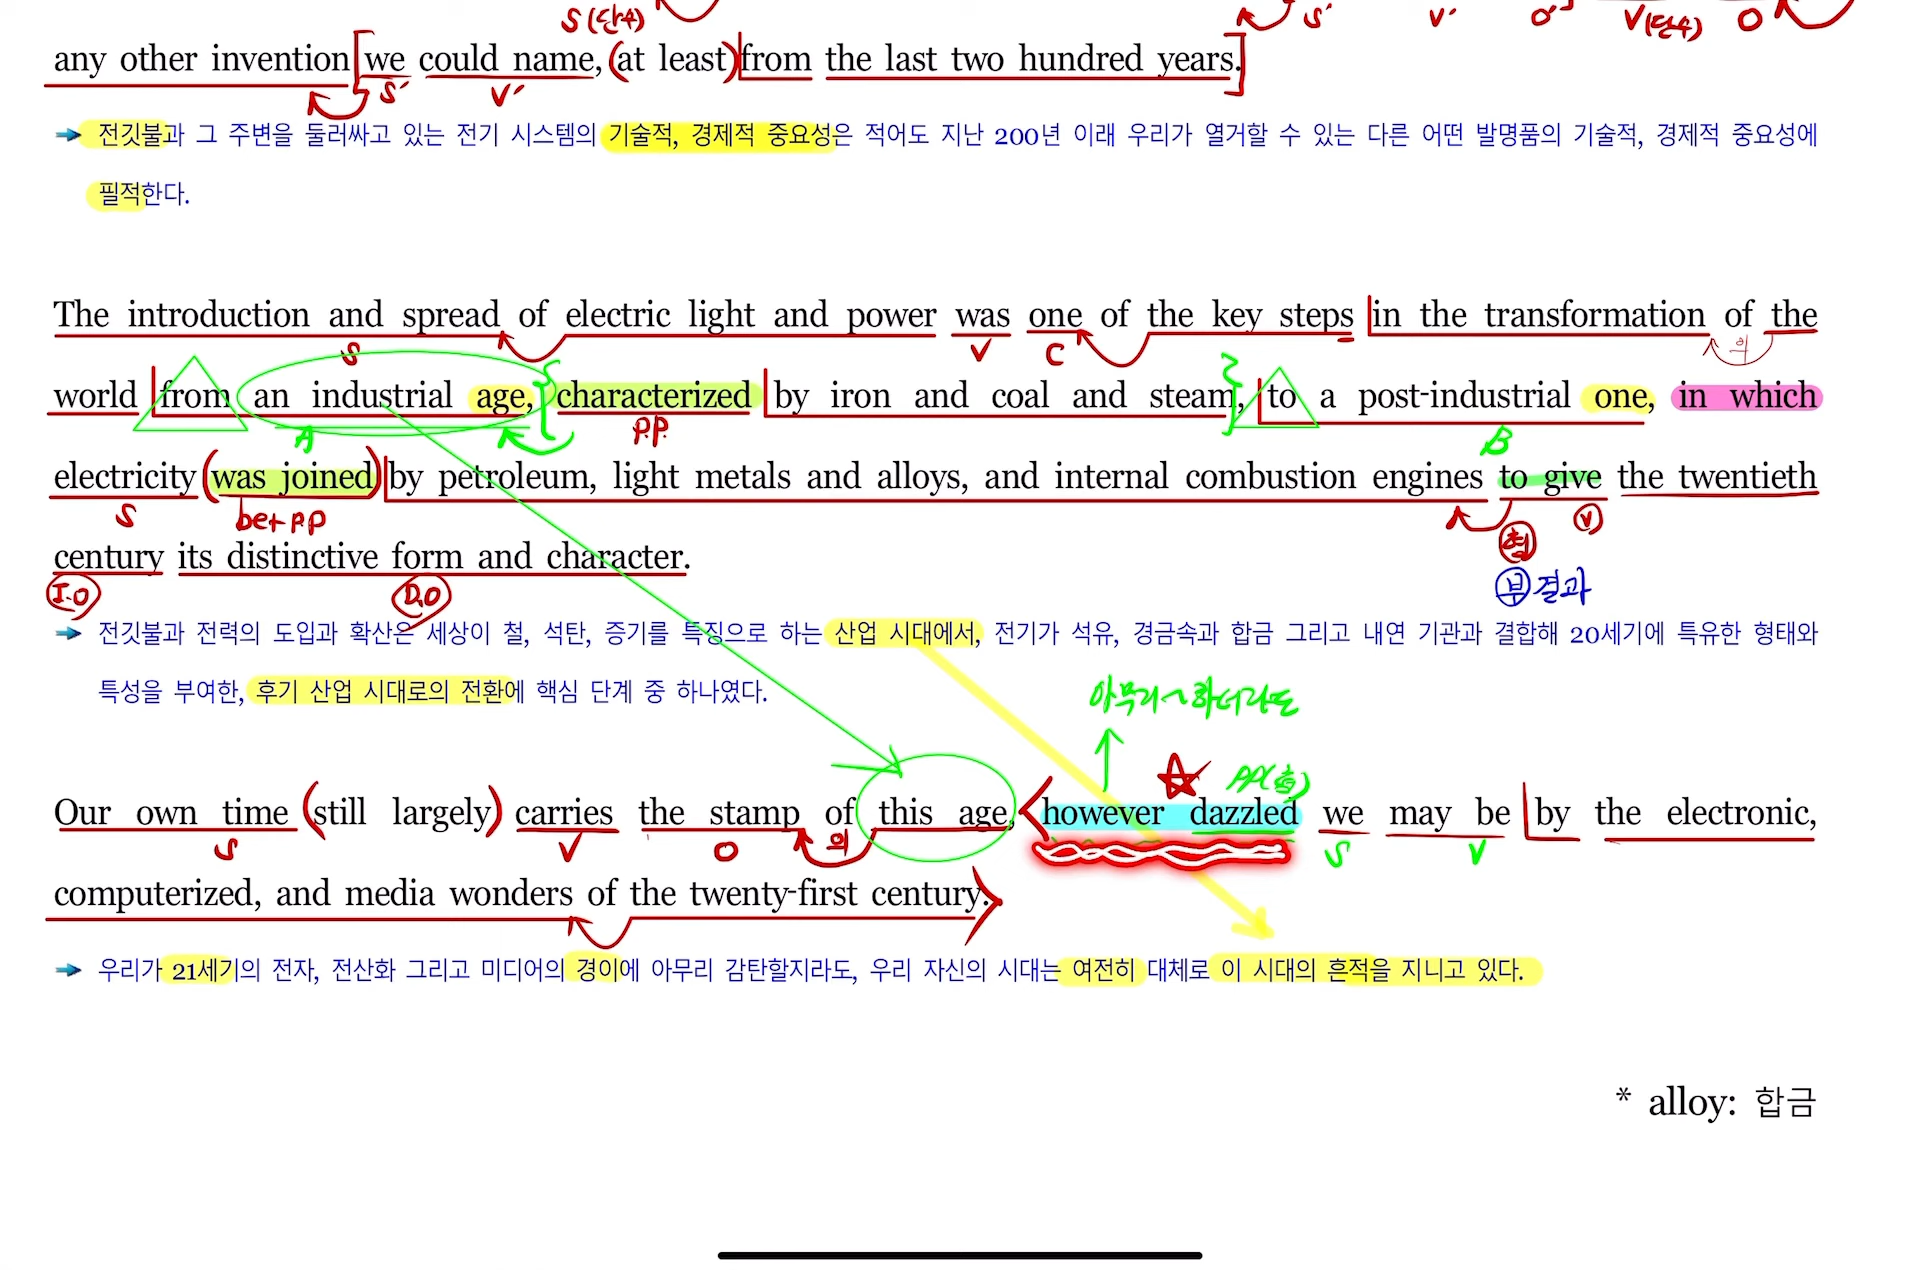 S(단수) S' V' O' V(단수) O
any other invention [we could name, (at least) from the last two hundred years.]
S' V'
➔ 전깃불과 그 주변을 둘러싸고 있는 전기 시스템의 기술적, 경제적 중요성은 적어도 지난 200년 이래 우리가 열거할 수 있는 다른 어떤 발명품의 기술적, 경제적 중요성에
필적한다.
The introduction and spread of electric light and power was one of the key steps in the transformation of the
S V C 의
world from an industrial age, {characterized by iron and coal and steam}, to a post-industrial one, in which
A P.P. B
electricity (was joined) by petroleum, light metals and alloys, and internal combustion engines to give the twentieth
S be+P.P 형 V
century its distinctive form and character.
I.O D.O 부 결과
➔ 전깃불과 전력의 도입과 확산은 세상이 철, 석탄, 증기를 특징으로 하는 산업 시대에서, 전기가 석유, 경금속과 합금 그리고 내연 기관과 결합해 20세기에 특유한 형태와
특성을 부여한, 후기 산업 시대로의 전환에 핵심 단계 중 하나였다.
아무리~하더라도
PP(형)
Our own time (still largely) carries the stamp of this age, <however dazzled we may be by the electronic,
S V O 의 S V
computerized, and media wonders of the twenty-first century.>
➔ 우리가 21세기의 전자, 전산화 그리고 미디어의 경이에 아무리 감탄할지라도, 우리 자신의 시대는 여전히 대체로 이 시대의 흔적을 지니고 있다.
* alloy: 합금